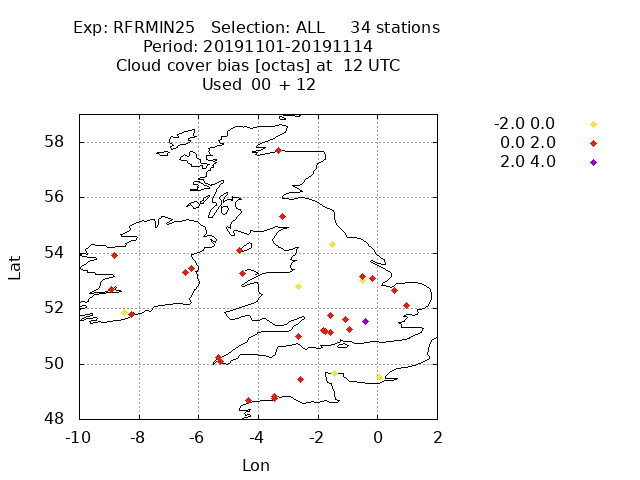 Exp: RFRMIN25 Selection: ALL 34 stations
Period: 20191101-20191114
Cloud cover bias [octas] at 12 UTC
Used 00 + 12
-2.0 0.0
0.0 2.0
2.0 4.0
58
56
54
52
50
48
Lat
-10 -8 -6 -4 -2 0 2
Lon